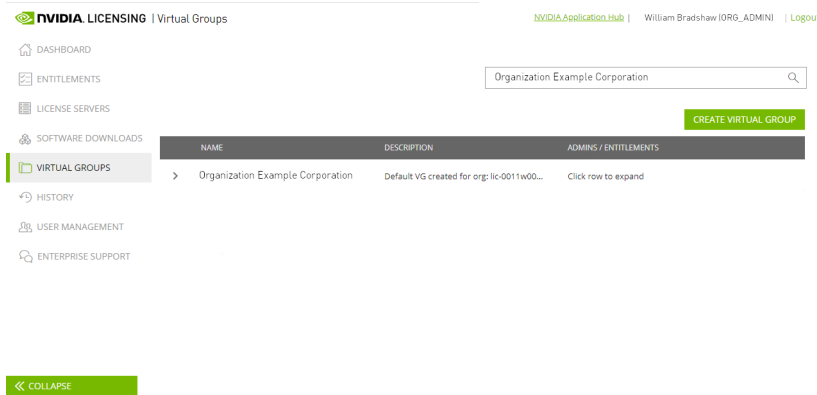 NVIDIA. LICENSING | Virtual Groups
NVIDIA Application Hub | William Bradshaw (ORG_ADMIN) | Logou
DASHBOARD
ENTITLEMENTS
Organization Example Corporation
LICENSE SERVERS
CREATE VIRTUAL GROUP
SOFTWARE DOWNLOADS
NAME DESCRIPTION ADMINS / ENTITLEMENTS
VIRTUAL GROUPS
Organization Example Corporation Default VG created for org: lic-0011w00... Click row to expand
HISTORY
USER MANAGEMENT
ENTERPRISE SUPPORT
COLLAPSE